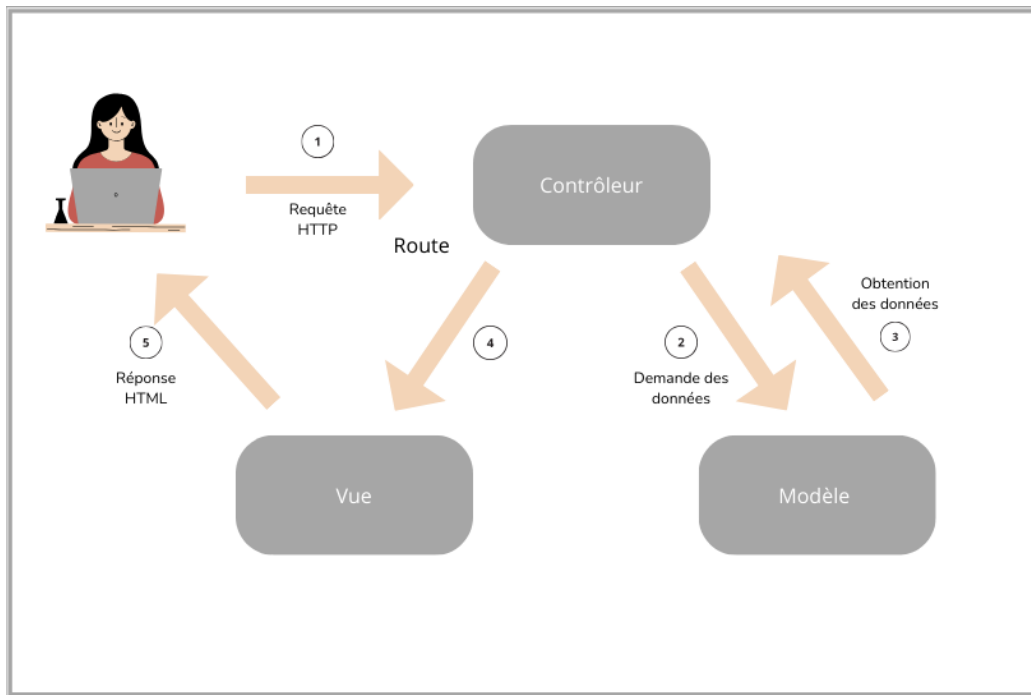 1
Requête
HTTP
Route
Contrôleur
Obtention
des données
3
2
Demande des
données
4
5
Réponse
HTML
Vue
Modèle